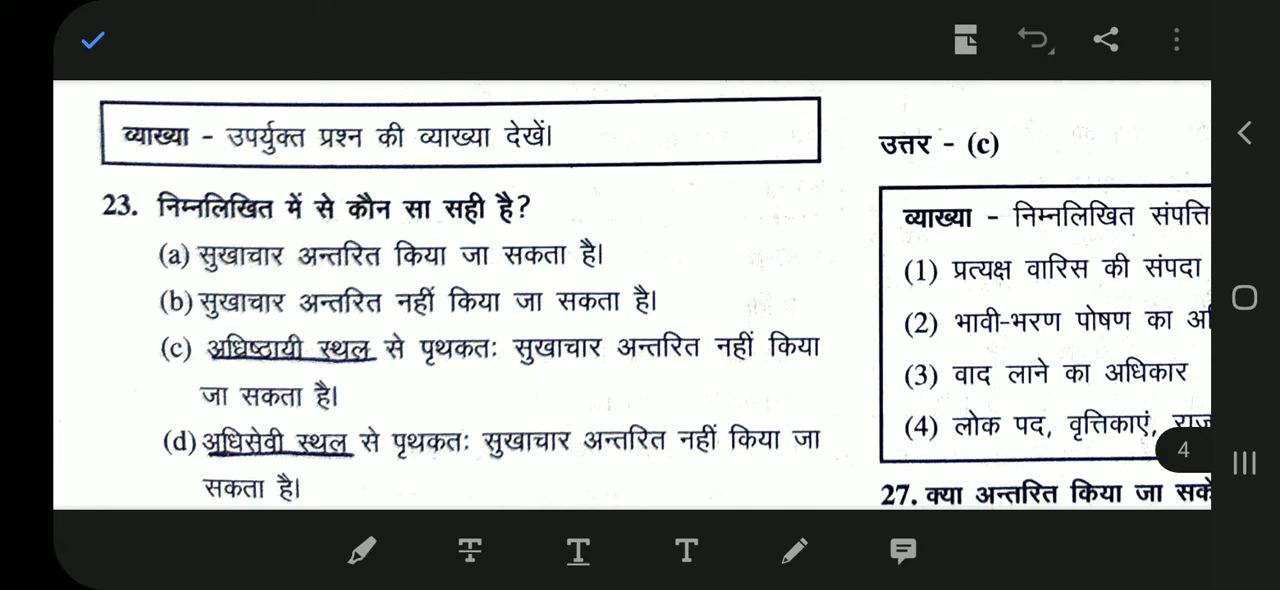 व्याख्या - उपर्युक्त प्रश्न की व्याख्या देखें।
23. निम्नलिखित में से कौन सा सही है?
(a) सुखाचार अन्तरित किया जा सकता है।
(b) सुखाचार अन्तरित नहीं किया जा सकता है।
(c) अधिष्ठायी स्थल से पृथकतः सुखाचार अन्तरित नहीं किया
जा सकता है।
(d) अधिसेवी स्थल से पृथकतः सुखाचार अन्तरित नहीं किया जा
सकता है।
उत्तर - (c)
व्याख्या - निम्नलिखित संपत्ति
(1) प्रत्यक्ष वारिस की संपदा
(2) भावी-भरण पोषण का
(3) वाद लाने का अधिकार
(4) लोक पद, वृत्तिकाएं,
4
27. क्या अन्तरित किया जा